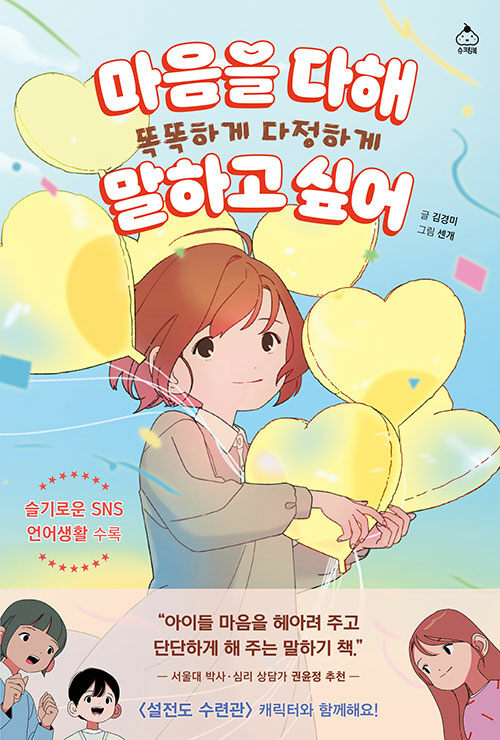 슈크림북
마음을 다해
똑똑하게 다정하게
말하고 싶어
글 김경미
그림 센개
슬기로운 SNS
언어생활 수록
“아이들 마음을 헤아려 주고
단단하게 해 주는 말하기 책.”
— 서울대 박사 · 심리 상담가 권윤정 추천 —
〈설전도 수련관〉 캐릭터와 함께해요!